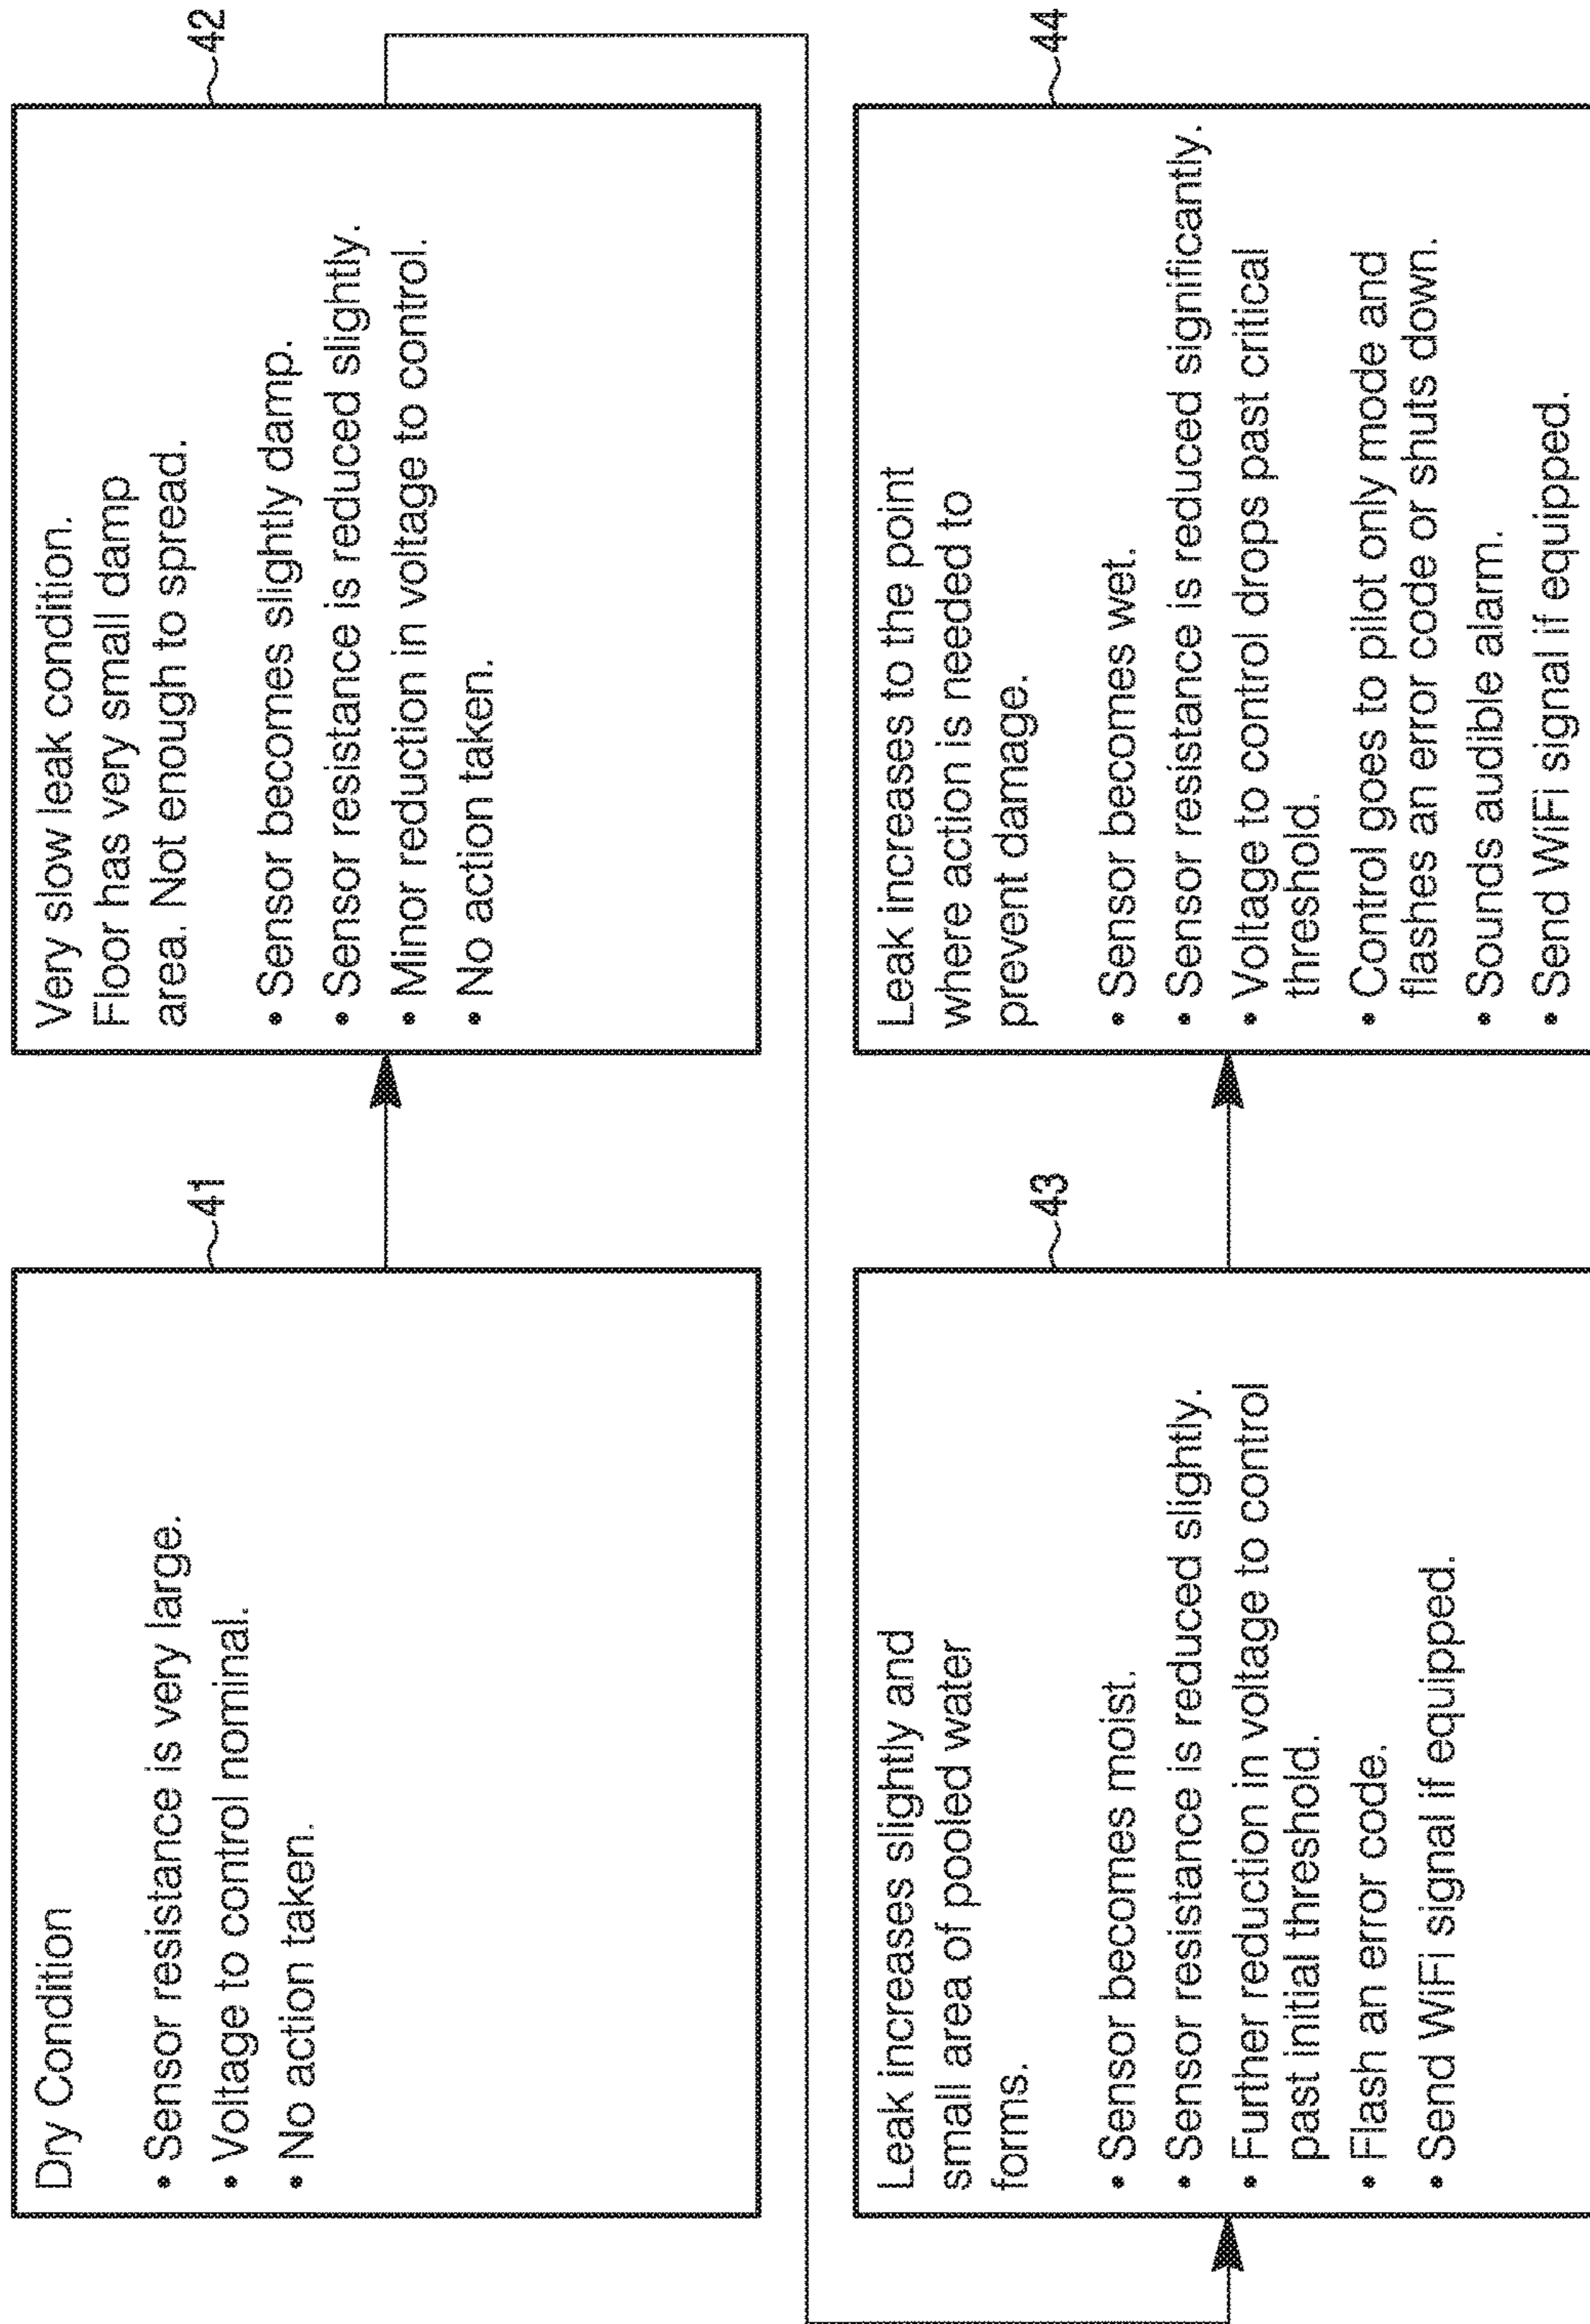 Dry Condition
• Sensor resistance is very large.
• Voltage to control nominal.
• No action taken.
41
Very slow leak condition.
Floor has very small damp
area. Not enough to spread.
• Sensor becomes slightly damp.
• Sensor resistance is reduced slightly.
• Minor reduction in voltage to control.
• No action taken.
42
Leak increases slightly and
small area of pooled water
forms.
• Sensor becomes moist.
• Sensor resistance is reduced slightly.
• Further reduction in voltage to control
past initial threshold.
• Flash an error code.
• Send WiFi signal if equipped.
43
Leak increases to the point
where action is needed to
prevent damage.
• Sensor becomes wet.
• Sensor resistance is reduced significantly.
• Voltage to control drops past critical
threshold.
• Control goes to pilot only mode and
flashes an error code or shuts down.
• Sounds audible alarm.
• Send WiFi signal if equipped.
44